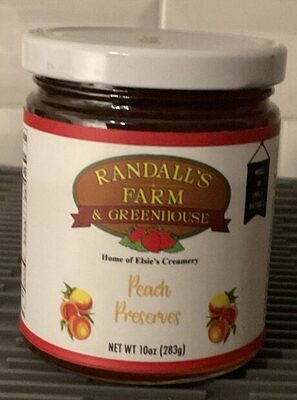 RANDALL'S
FARM
& GREENHOUSE
Home of Elsie's Creamery
Peach
Preserves
NET WT 10oz (283g)